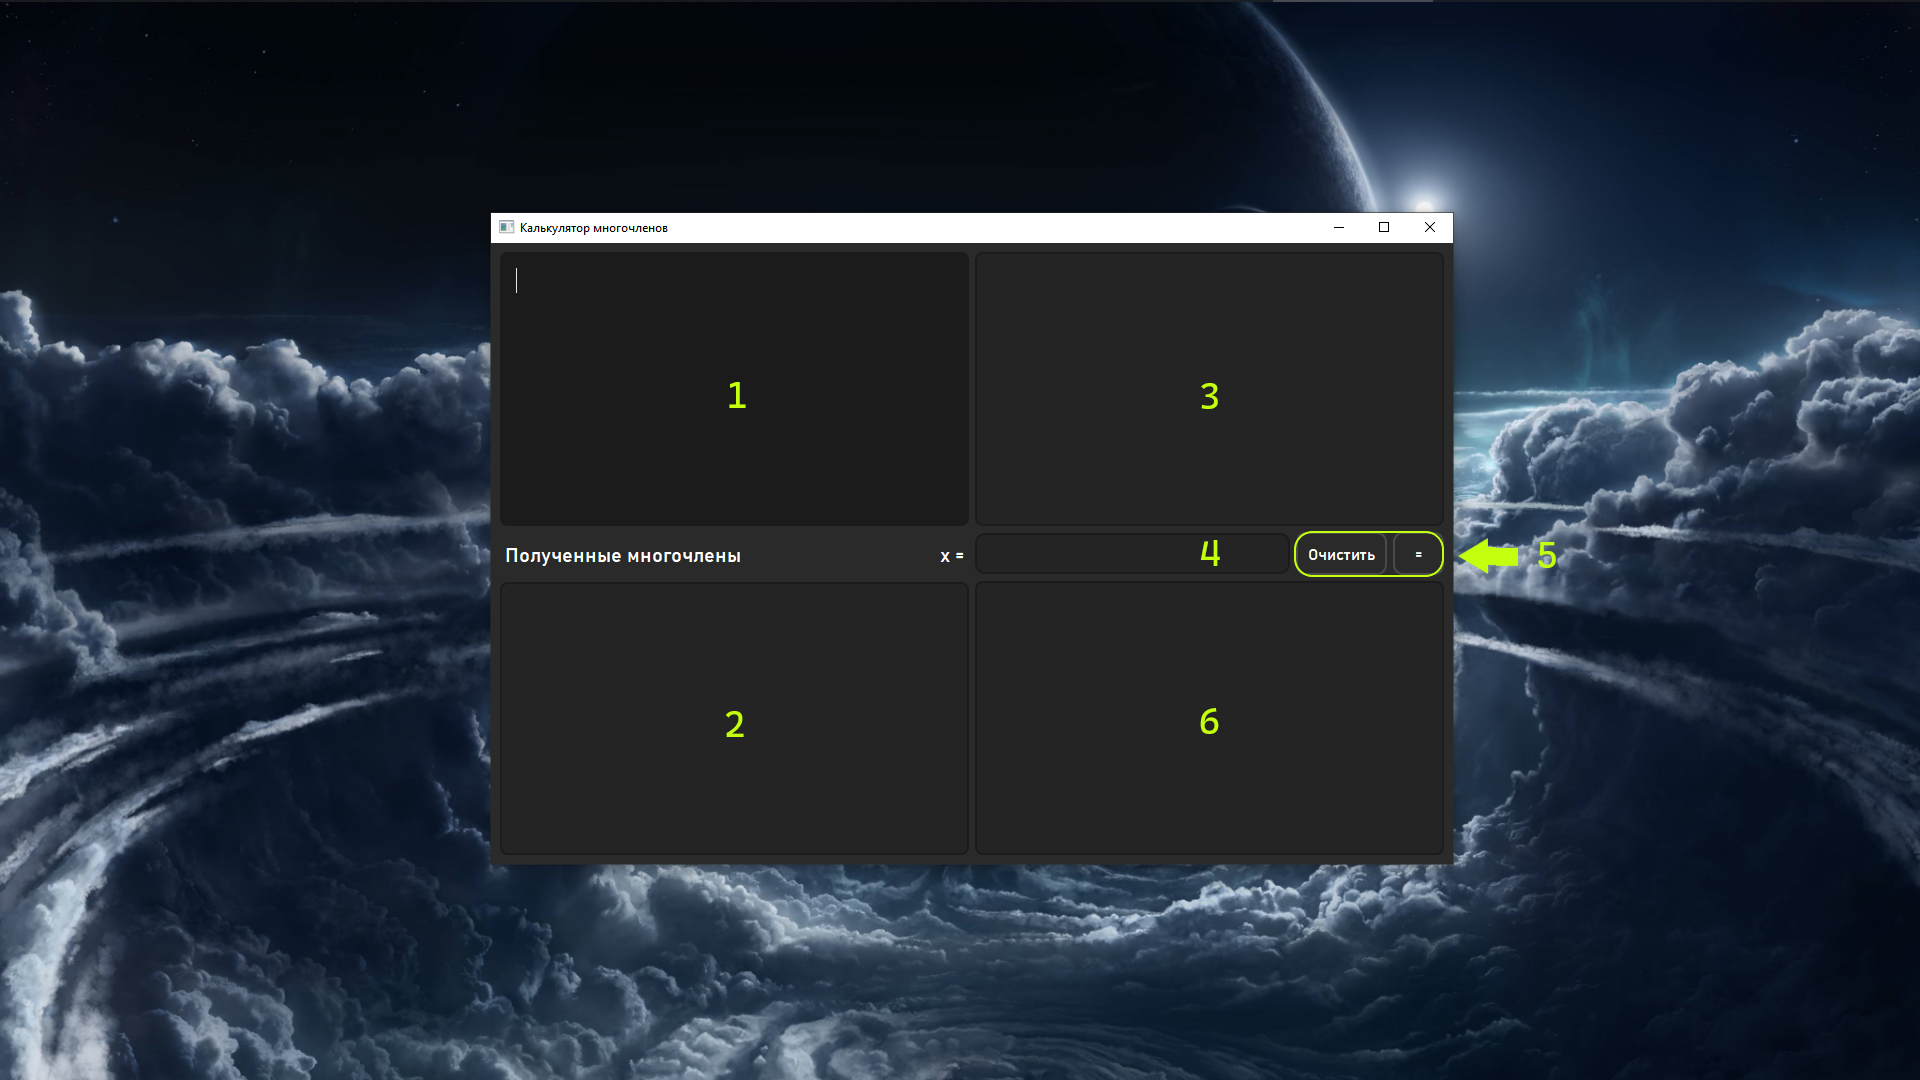 Калькулятор многочленов
1
3
Полученные многочлены
x =
4
Очистить
=
5
2
6